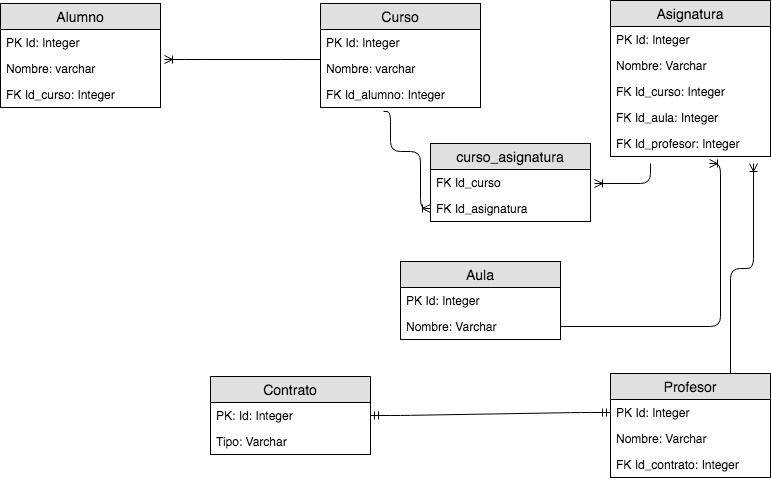 Alumno
PK Id: Integer
Nombre: varchar
FK Id_curso: Integer
Curso
PK Id: Integer
Nombre: varchar
FK Id_alumno: Integer
Asignatura
PK Id: Integer
Nombre: Varchar
FK Id_curso: Integer
FK Id_aula: Integer
FK Id_profesor: Integer
curso_asignatura
FK Id_curso
FK Id_asignatura
Aula
PK Id: Integer
Nombre: Varchar
Contrato
PK: Id: Integer
Tipo: Varchar
Profesor
PK Id: Integer
Nombre: Varchar
FK Id_contrato: Integer